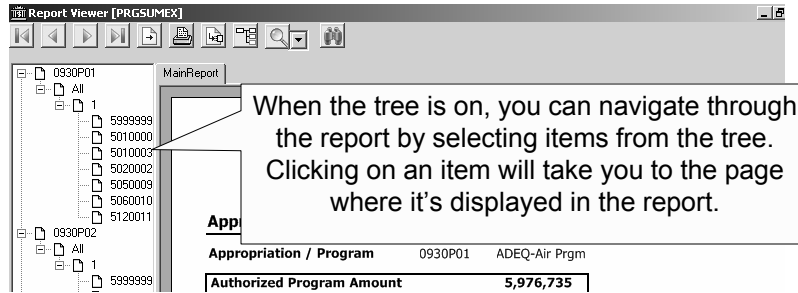 Report Viewer [PRGSUMEX]
0930P01
All
1
5999999
5010000
5010003
5020002
5050009
5060010
5120011
0930P02
All
1
5999999
MainReport
When the tree is on, you can navigate through
the report by selecting items from the tree.
Clicking on an item will take you to the page
where it's displayed in the report.
Appropriation / Program 0930P01 ADEQ-Air Prgm
Authorized Program Amount 5,976,735